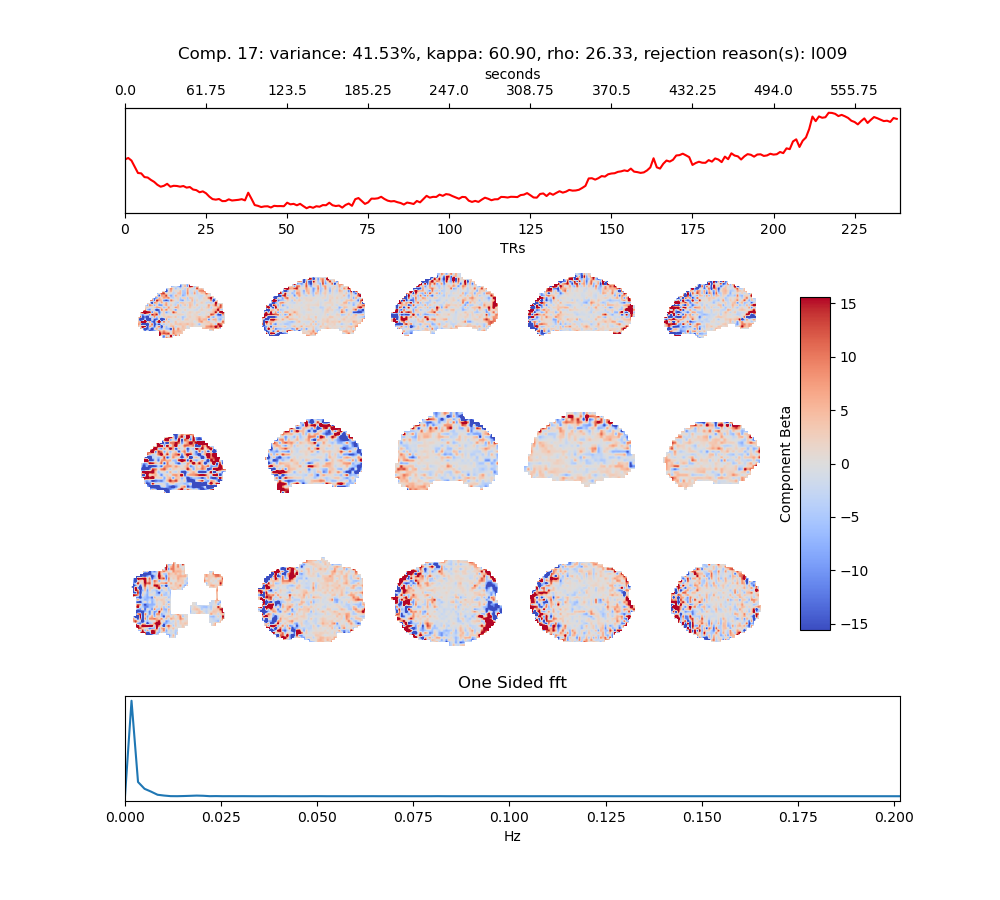 Comp. 17: variance: 41.53%, kappa: 60.90, rho: 26.33, rejection reason(s): I009
seconds
0.0 61.75 123.5 185.25 247.0 308.75 370.5 432.25 494.0 555.75
0 25 50 75 100 125 150 175 200 225
TRs
15
10
5
0
−5
−10
−15
Component Beta
One Sided fft
0.000 0.025 0.050 0.075 0.100 0.125 0.150 0.175 0.200
Hz